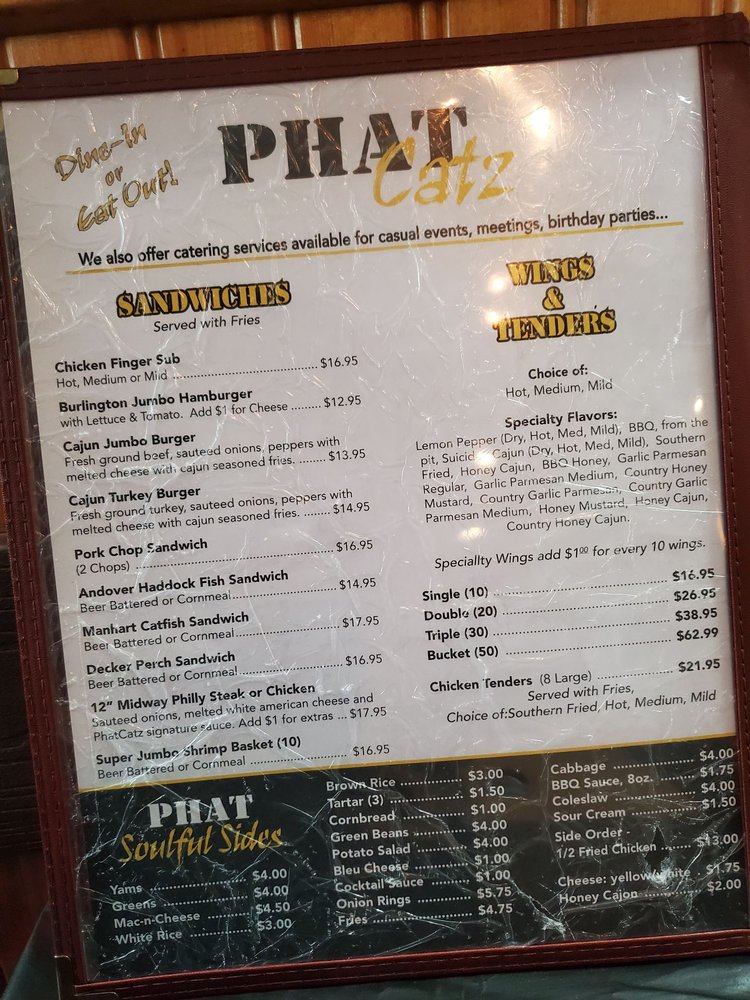 Dine-in
or
Eat Out!
PHAT
Catz
We also offer catering services available for casual events, meetings, birthday parties...
SANDWICHES
Served with Fries
Chicken Finger Sub
Hot, Medium or Mild ........ $16.95
Burlington Jumbo Hamburger
with Lettuce & Tomato. Add $1 for Cheese ........ $12.95
Cajun Jumbo Burger
Fresh ground beef, sauteed onions, peppers with
melted cheese with cajun seasoned fries. ........ $13.95
Cajun Turkey Burger
Fresh ground turkey, sauteed onions, peppers with
melted cheese with cajun seasoned fries. ........ $14.95
Pork Chop Sandwich
(2 Chops) ........ $16.95
Andover Haddock Fish Sandwich
Beer Battered or Cornmeal........ $14.95
Manhart Catfish Sandwich
Beer Battered or Cornmeal........ $17.95
Decker Perch Sandwich
Beer Battered or Cornmeal........ $16.95
12" Midway Philly Steak or Chicken
Sauteed onions, melted white american cheese and
PhatCatz signature sauce. Add $1 for extras ... $17.95
Super Jumbo Shrimp Basket (10)
Beer Battered or Cornmeal ........ $16.95
WINGS
&
TENDERS
Choice of:
Hot, Medium, Mild
Specialty Flavors:
Lemon Pepper (Dry, Hot, Med, Mild), BBQ, from the
pit, Suicide, Cajun (Dry, Hot, Med, Mild), Southern
Fried, Honey Cajun, BBQ Honey, Garlic Parmesan
Regular, Garlic Parmesan Medium, Country Honey
Mustard, Country Garlic Parmesan, Country Garlic
Parmesan Medium, Honey Mustard, Honey Cajun,
Country Honey Cajun.
Speciallty Wings add $1.00 for every 10 wings.
Single (10) ........ $16.95
Double (20) ........ $26.95
Triple (30) ........ $38.95
Bucket (50) ........ $62.99
Chicken Tenders (8 Large) ........ $21.95
Served with Fries,
Choice of:Southern Fried, Hot, Medium, Mild
PHAT
Soulful Sides
Yams ........ $4.00
Greens ........ $4.00
Mac-n-Cheese ........ $4.50
White Rice ........ $3.00
Brown Rice ........ $3.00
Tartar (3) ........ $1.50
Cornbread ........ $1.00
Green Beans ........ $4.00
Potato Salad ........ $4.00
Bleu Cheese ........ $1.00
Cocktail Sauce ........ $1.00
Onion Rings ........ $5.75
Fries ........ $4.75
Cabbage ........ $4.00
BBQ Sauce, 8oz. ........ $1.75
Coleslaw ........ $4.00
Sour Cream ........ $1.50
Side Order -
1/2 Fried Chicken ........ $13.00
Cheese: yellow/white . $1.75
Honey Cajon ........ $2.00